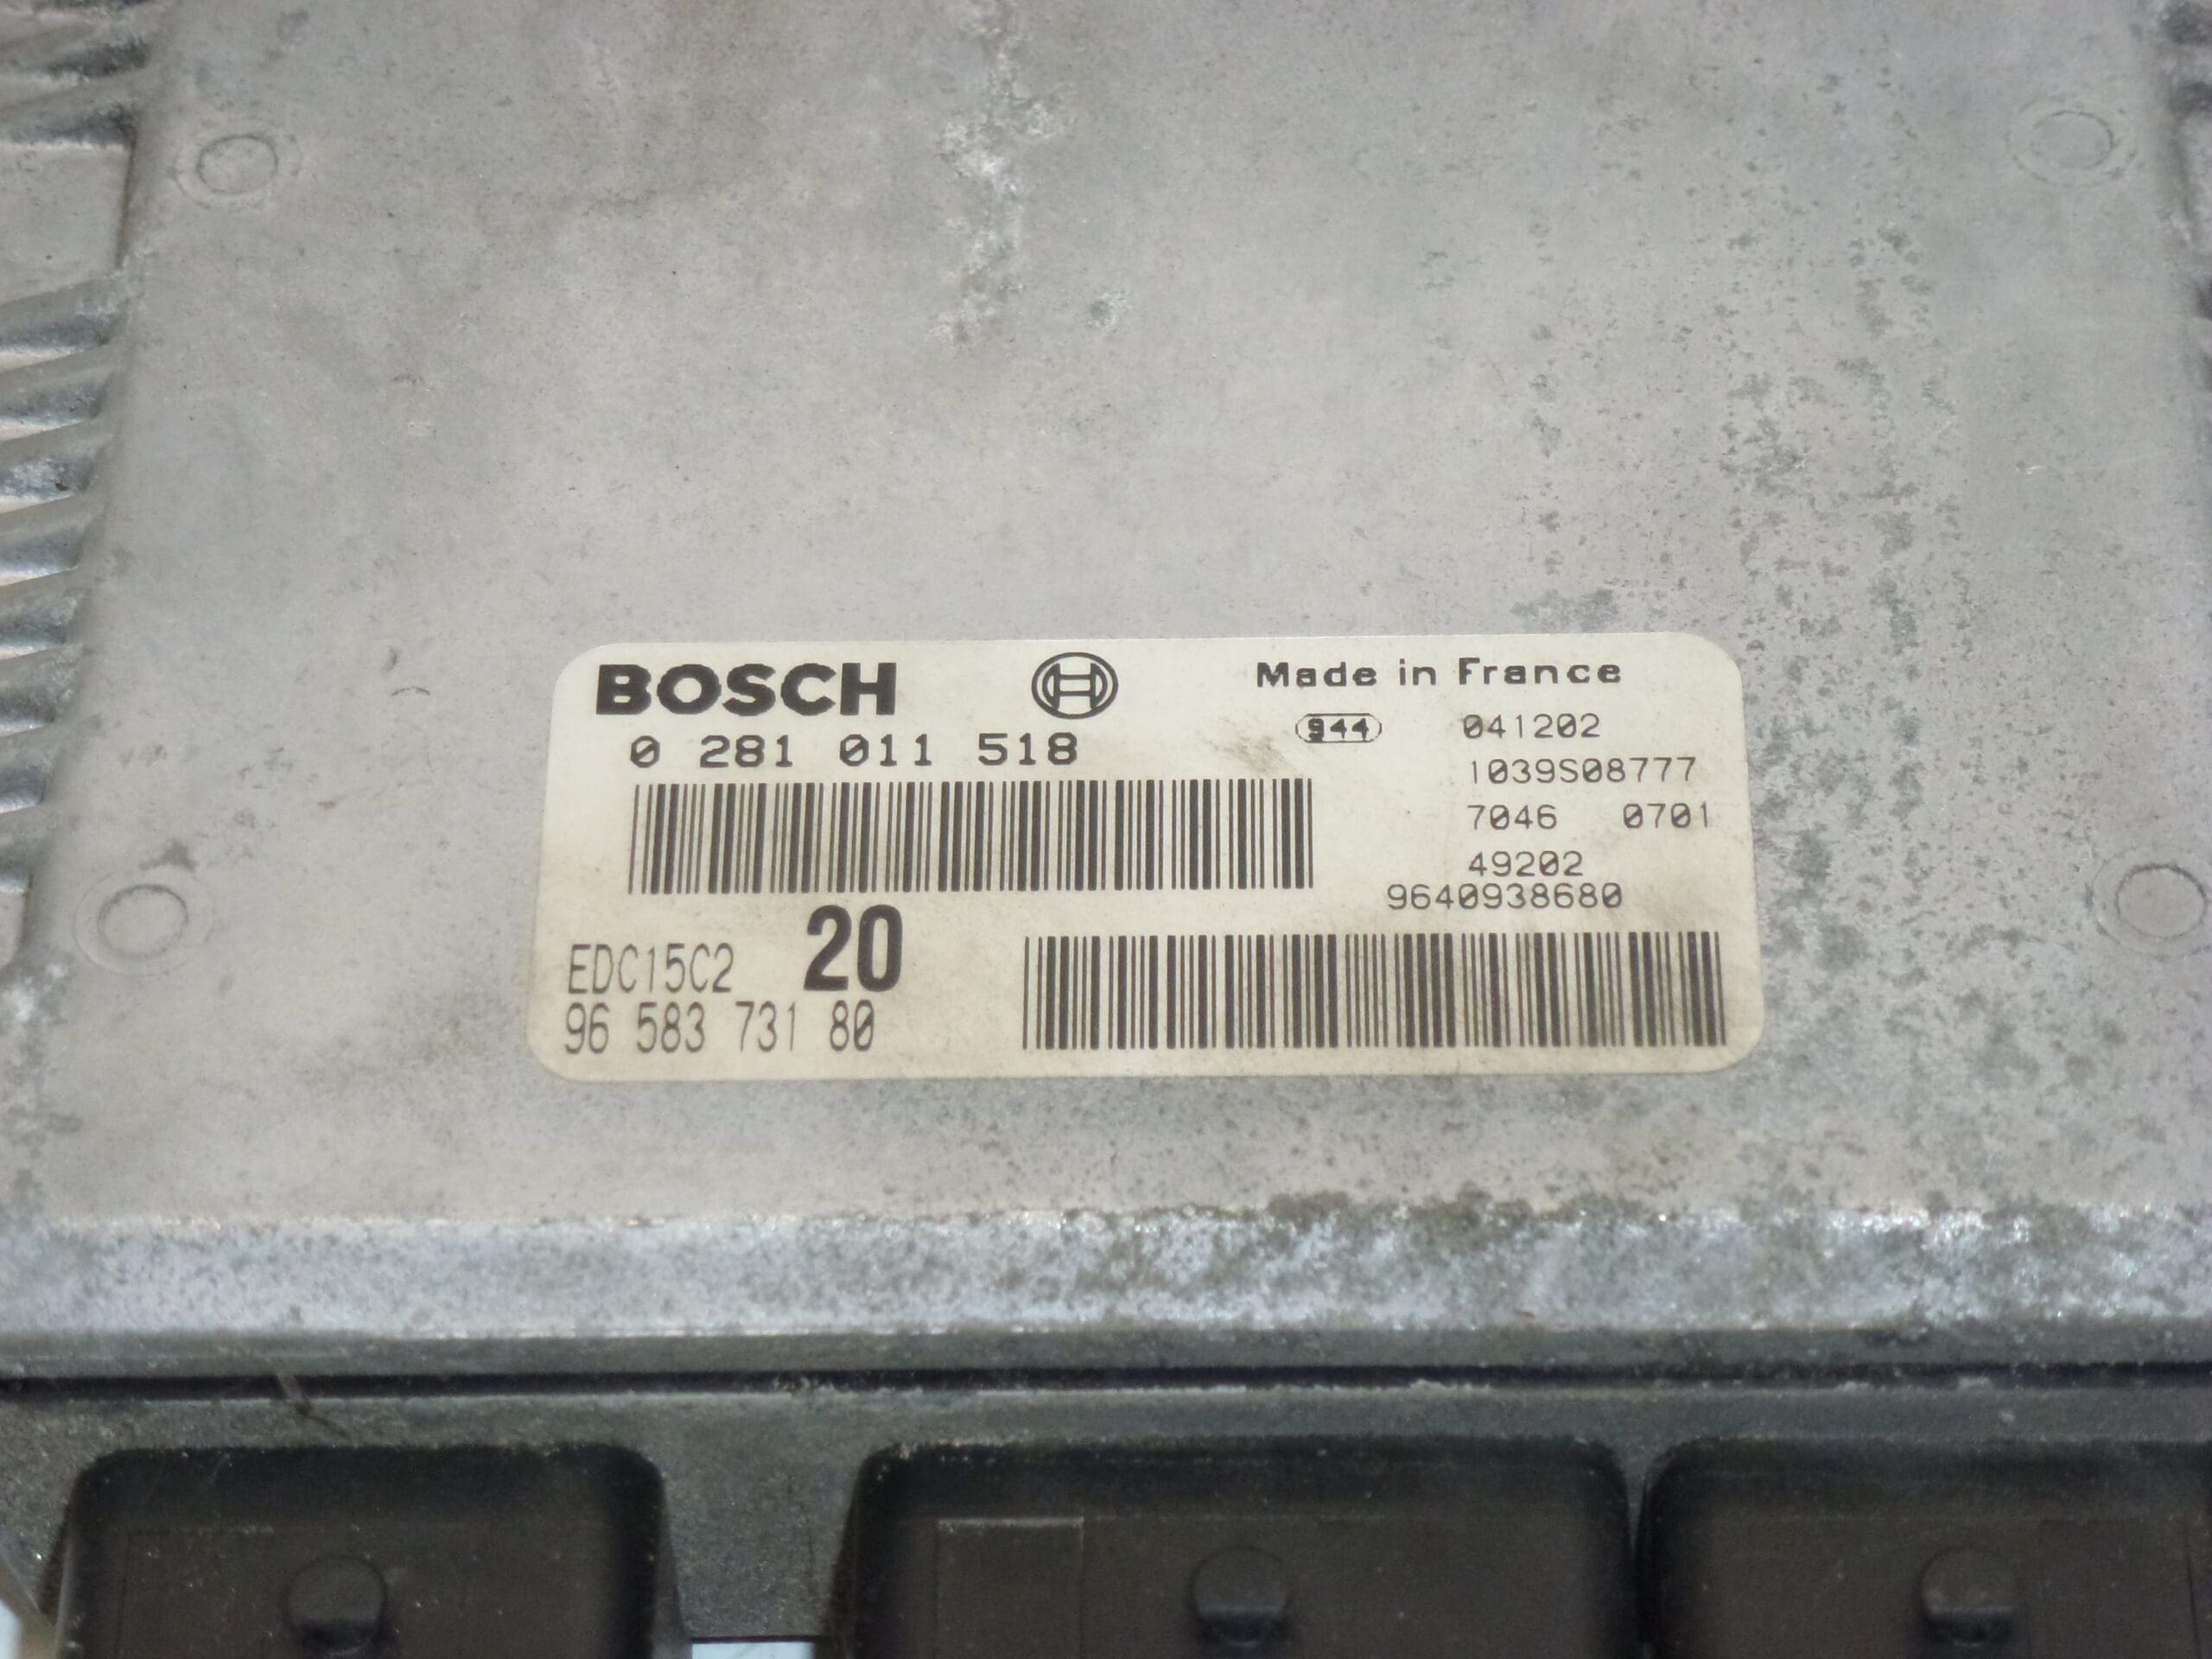 BOSCH
Made in France
944 041202
0 281 011 518
1039S08777
7046 0701
49202
9640938680
EDC15C2 20
96 583 731 80